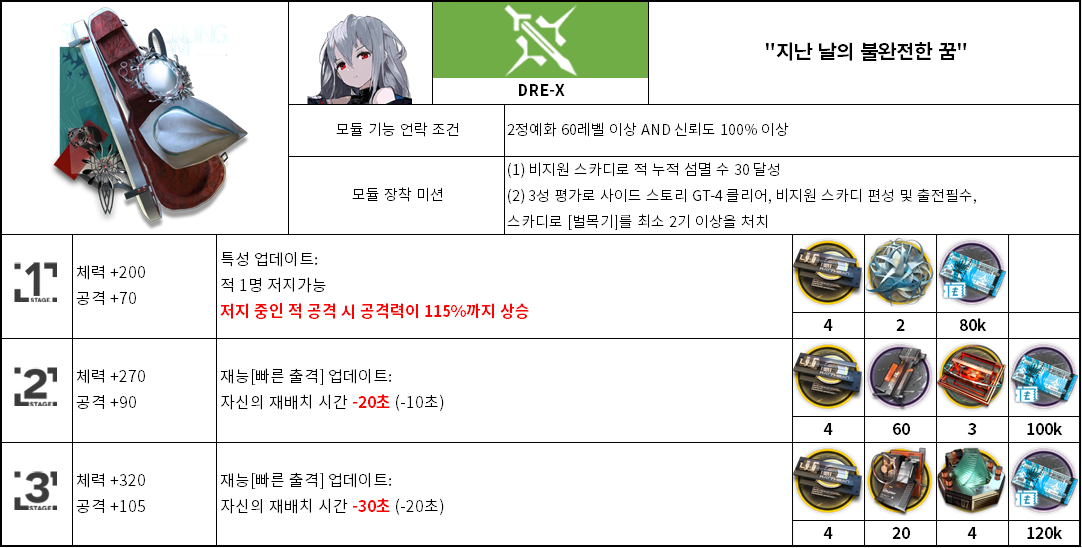 DRE-X
"지난 날의 불완전한 꿈"
모듈 기능 언락 조건
2정예화 60레벨 이상 AND 신뢰도 100% 이상
모듈 장착 미션
(1) 비지원 스카디로 적 누적 섬멸 수 30 달성
(2) 3성 평가로 사이드 스토리 GT-4 클리어, 비지원 스카디 편성 및 출전필수,
스카디로 [벌목기]를 최소 2기 이상을 처치
1
STAGE.
체력 +200
공격 +70
특성 업데이트:
적 1명 저지가능
저지 중인 적 공격 시 공격력이 115%까지 상승
4
2
80k
2
STAGE.
체력 +270
공격 +90
재능[빠른 출격] 업데이트:
자신의 재배치 시간 -20초 (-10초)
4
60
3
100k
3
STAGE.
체력 +320
공격 +105
재능[빠른 출격] 업데이트:
자신의 재배치 시간 -30초 (-20초)
4
20
4
120k